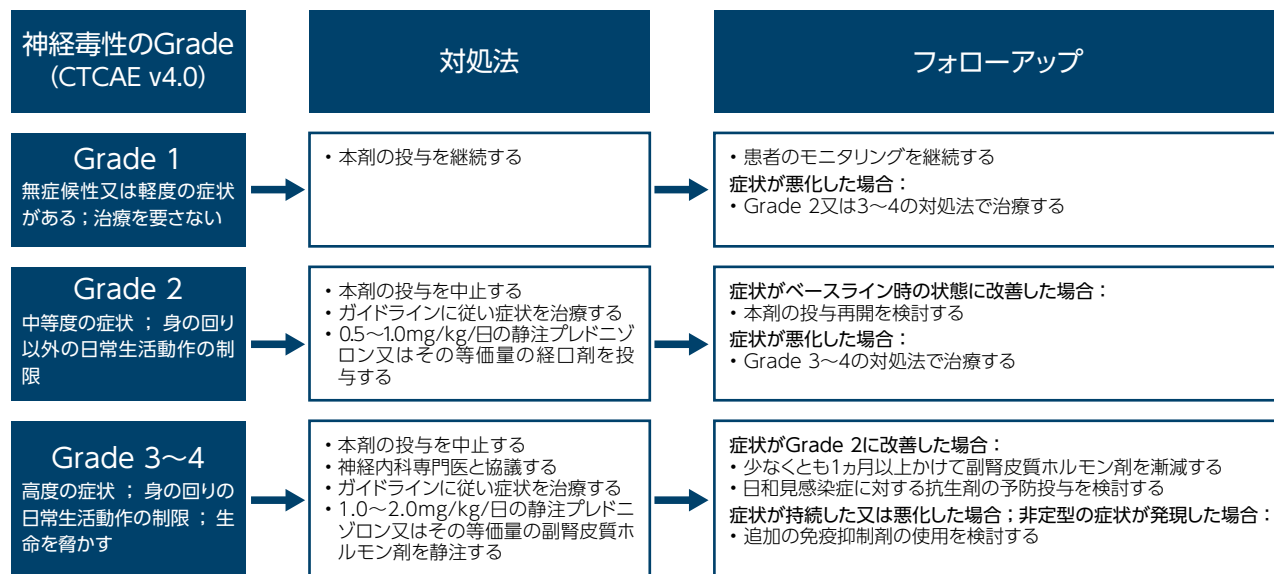 神経毒性のGrade
(CTCAE v4.0)
対処法
フォローアップ
Grade 1
無症候性又は軽度の症状
がある；治療を要さない
・本剤の投与を継続する
・患者のモニタリングを継続する
症状が悪化した場合：
・Grade 2又は3～4の対処法で治療する
Grade 2
中等度の症状 ； 身の回り
以外の日常生活動作の制
限
・本剤の投与を中止する
・ガイドラインに従い症状を治療する
・0.5～1.0mg/kg/日の静注プレドニゾ
ロン又はその等価量の経口剤を投
与する
症状がベースライン時の状態に改善した場合：
・本剤の投与再開を検討する
症状が悪化した場合：
・Grade 3～4の対処法で治療する
Grade 3～4
高度の症状 ； 身の回りの
日常生活動作の制限 ； 生
命を脅かす
・本剤の投与を中止する
・神経内科専門医と協議する
・ガイドラインに従い症状を治療する
・1.0～2.0mg/kg/日の静注プレドニ
ゾロン又はその等価量の副腎皮質ホ
ルモン剤を静注する
症状がGrade 2に改善した場合：
・少なくとも1ヵ月以上かけて副腎皮質ホルモン剤を漸減する
・日和見感染症に対する抗生剤の予防投与を検討する
症状が持続した又は悪化した場合；非定型の症状が発現した場合：
・追加の免疫抑制剤の使用を検討する